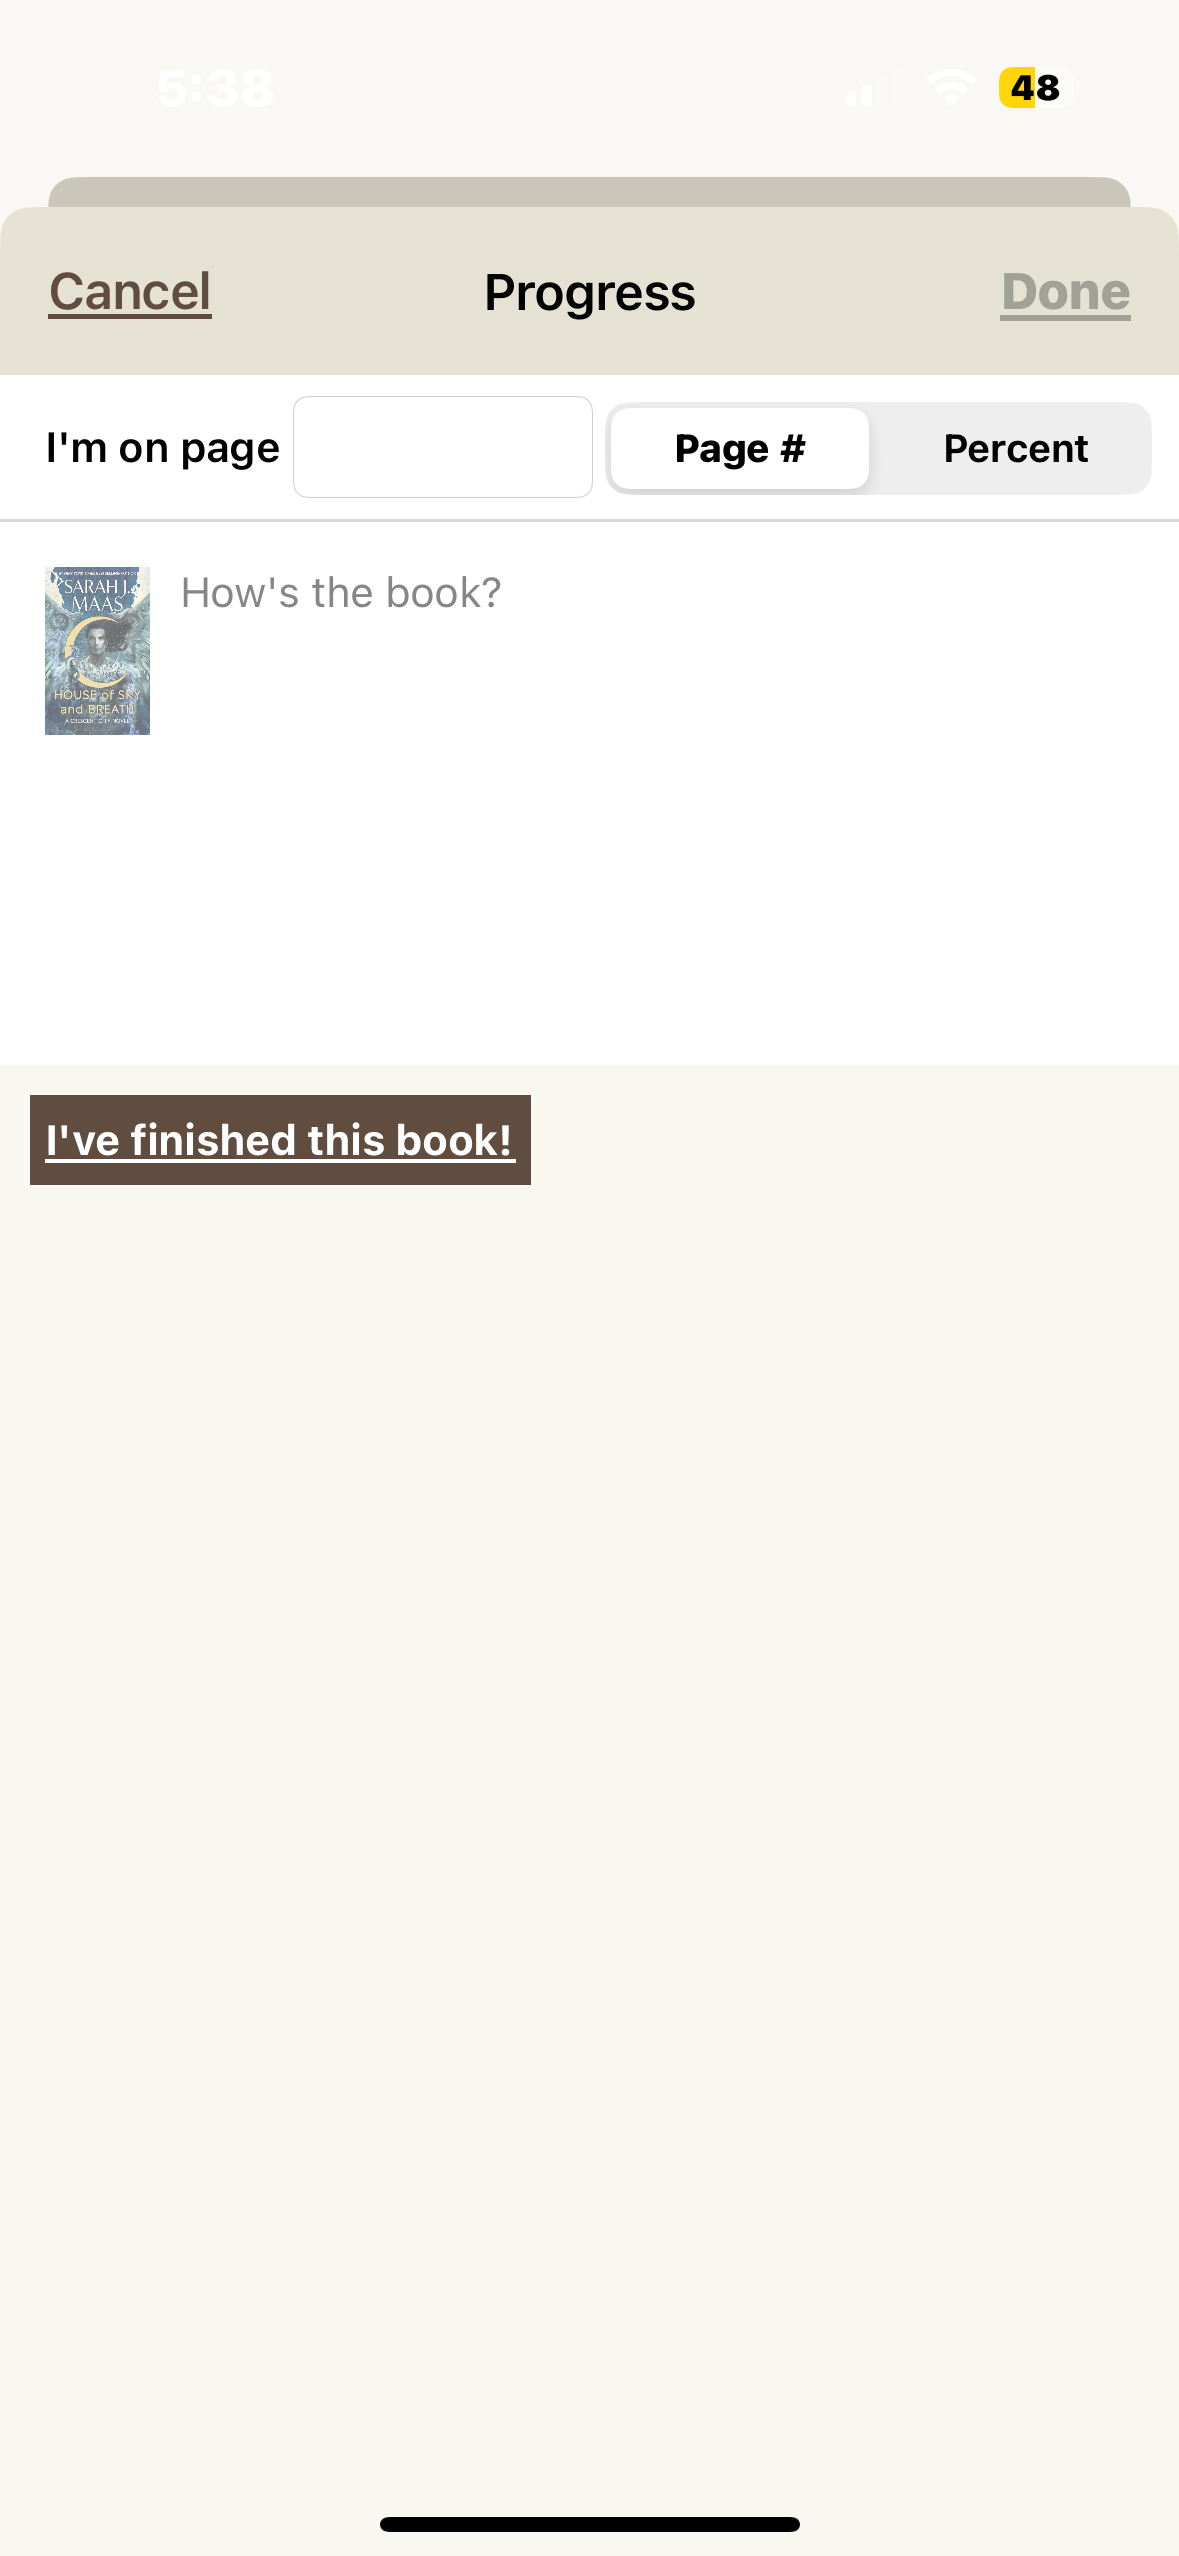 5:38
48
Cancel
Progress
Done
I'm on page
Page #
Percent
SARAH J.
MAAS
HOUSE of SKY
and BREATH
A CRESCENT CITY NOVEL
How's the book?
I've finished this book!